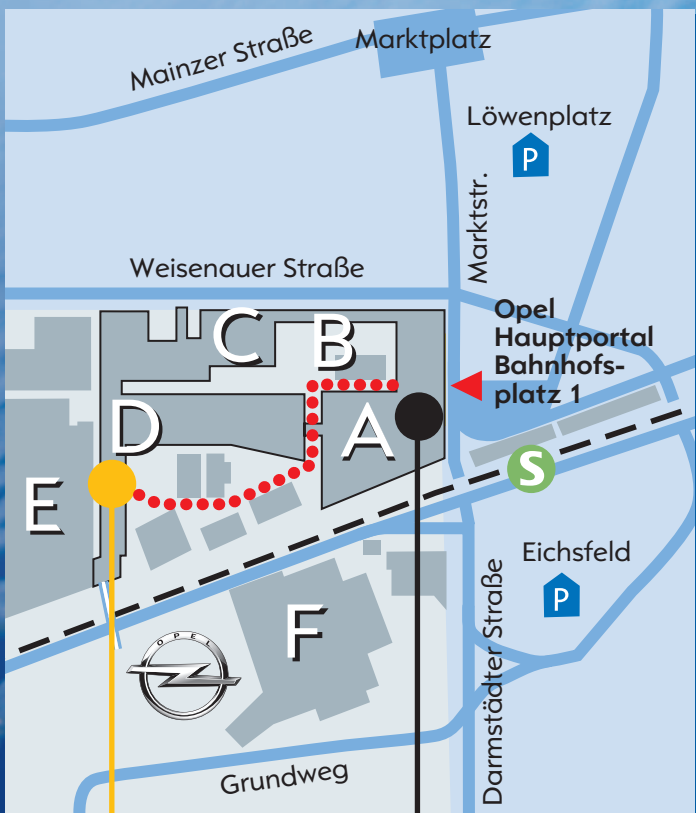 Mainzer Straße
Marktplatz
Löwenplatz
P
Marktstr.
Weisenauer Straße
Opel
Hauptportal
Bahnhofs-
platz 1
C
B
D
A
E
S
Eichsfeld
P
F
OPEL
Darmstädter Straße
Grundweg